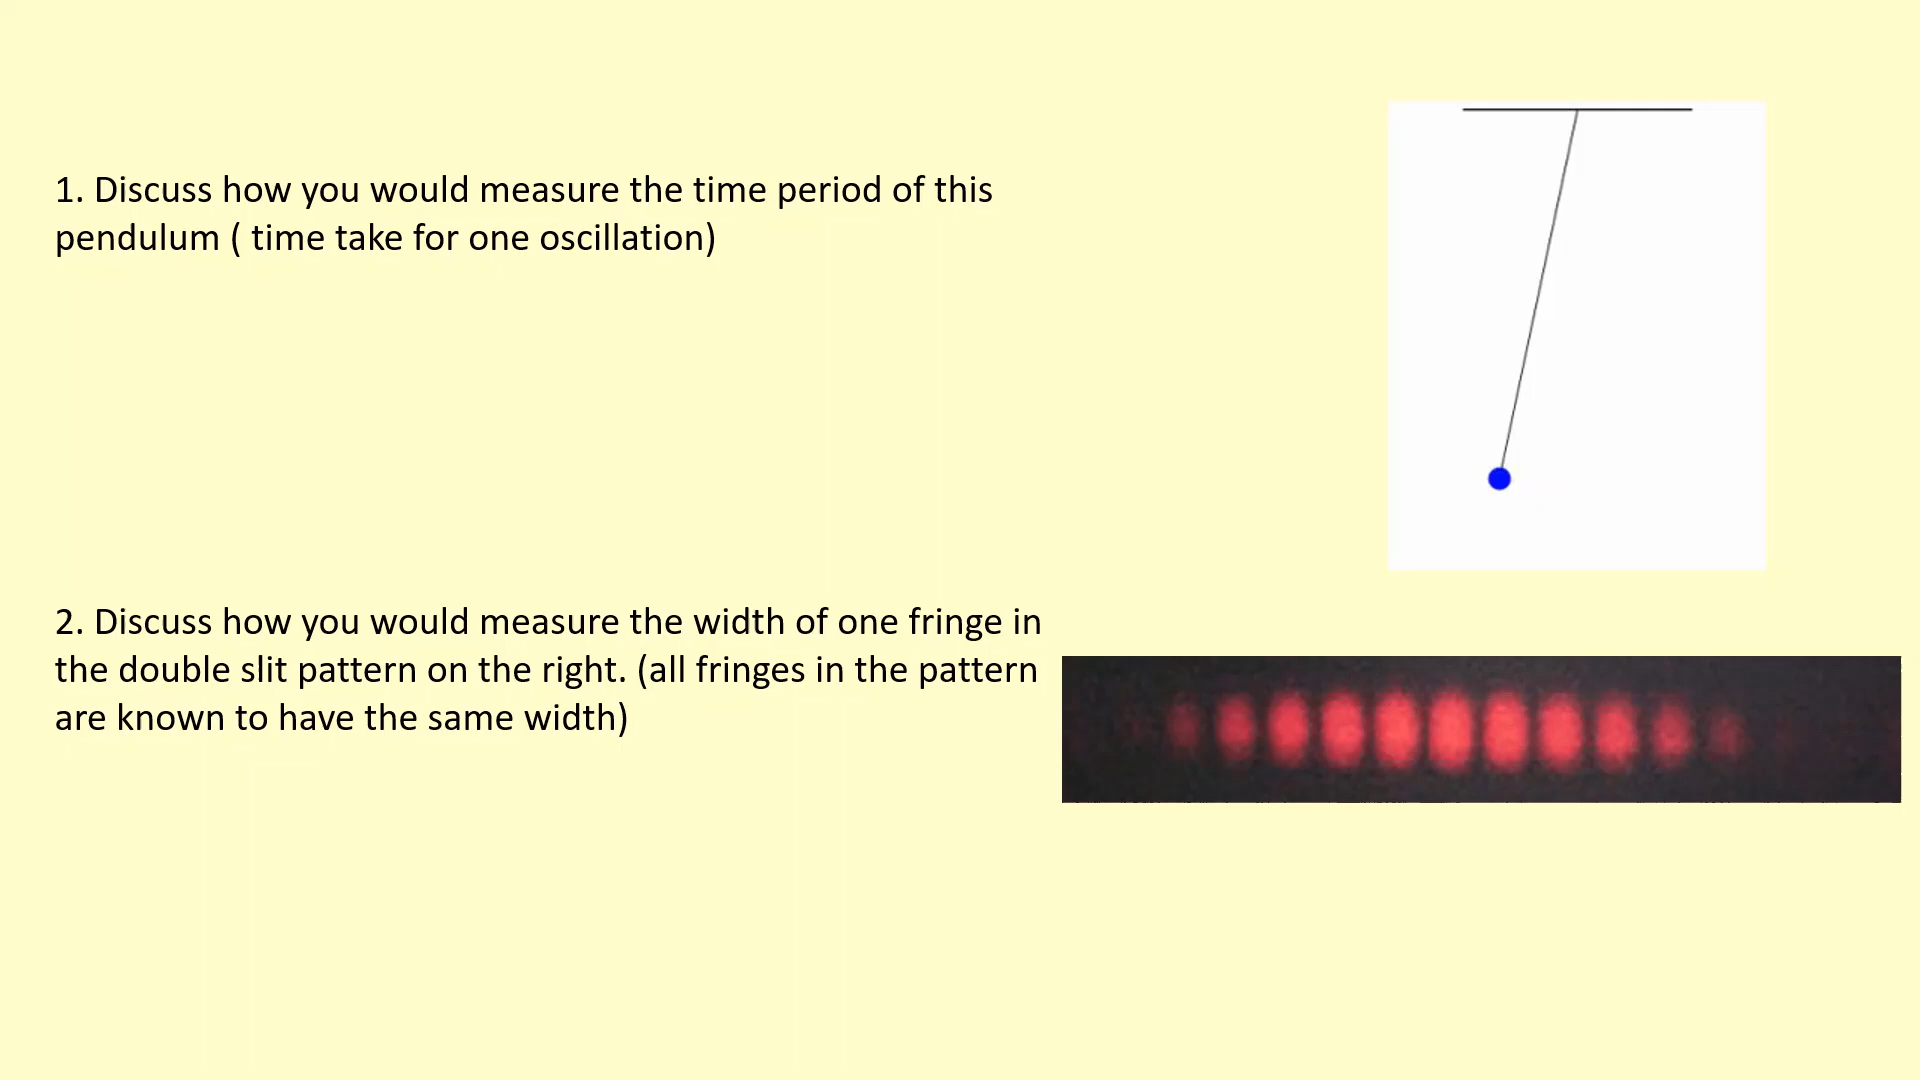 1. Discuss how you would measure the time period of this
pendulum ( time take for one oscillation)
2. Discuss how you would measure the width of one fringe in
the double slit pattern on the right. (all fringes in the pattern
are known to have the same width)